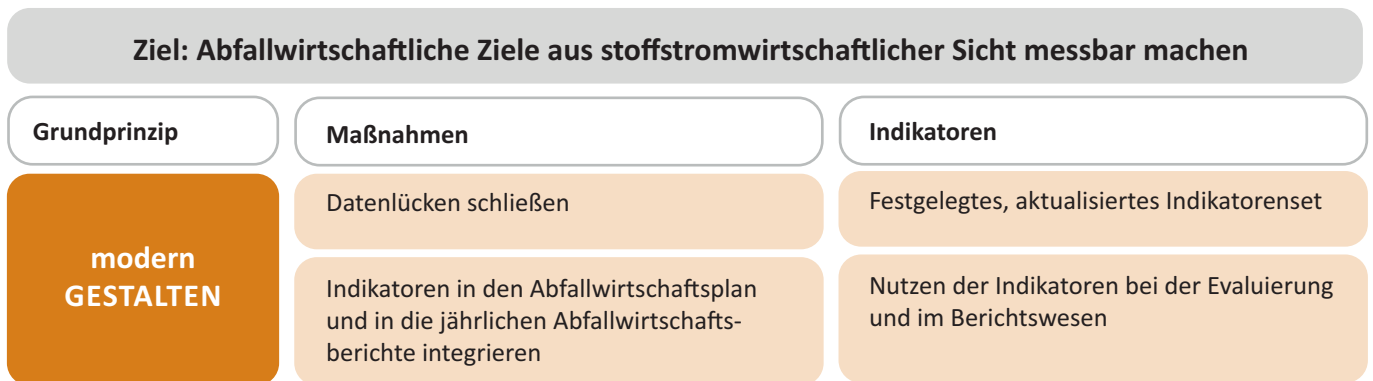 Ziel: Abfallwirtschaftliche Ziele aus stoffstromwirtschaftlicher Sicht messbar machen
Grundprinzip
Maßnahmen
Indikatoren
modern
GESTALTEN
Datenlücken schließen
Festgelegtes, aktualisiertes Indikatorenset
Indikatoren in den Abfallwirtschaftsplan
und in die jährlichen Abfallwirtschafts-
berichte integrieren
Nutzen der Indikatoren bei der Evaluierung
und im Berichtswesen